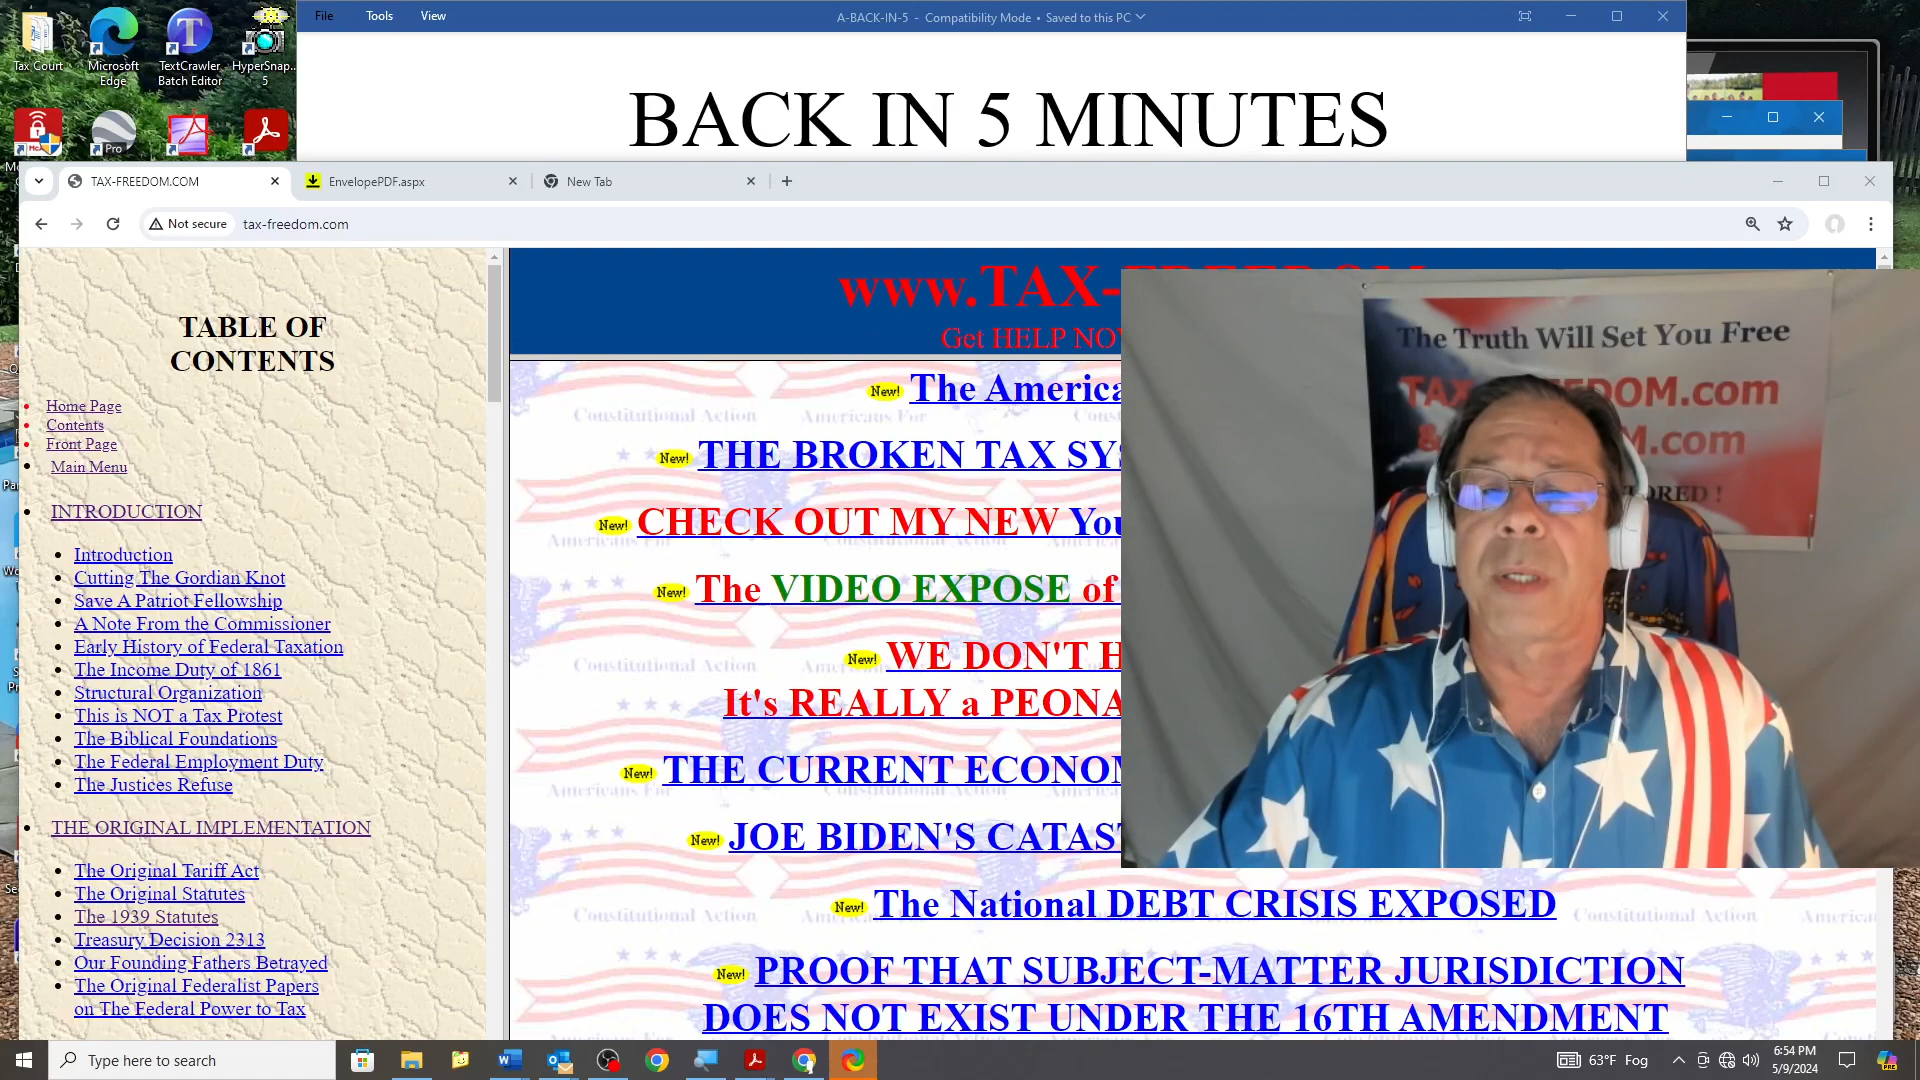 File Tools View
A-BACK-IN-5 - Compatibility Mode • Saved to this PC
Tax Court
Microsoft
Edge
TextCrawler
Batch Editor
HyperSnap...
5
Pro
BACK IN 5 MINUTES
TAX-FREEDOM.COM
EnvelopePDF.aspx
New Tab
Not secure
tax-freedom.com
TABLE OF
CONTENTS
Home Page
Contents
Front Page
Main Menu
INTRODUCTION
Introduction
Cutting The Gordian Knot
Save A Patriot Fellowship
A Note From the Commissioner
Early History of Federal Taxation
The Income Duty of 1861
Structural Organization
This is NOT a Tax Protest
The Biblical Foundations
The Federal Employment Duty
The Justices Refuse
THE ORIGINAL IMPLEMENTATION
The Original Tariff Act
The Original Statutes
The 1939 Statutes
Treasury Decision 2313
Our Founding Fathers Betrayed
The Original Federalist Papers
on The Federal Power to Tax
www.TAX-
Get HELP NO
New! The America
Constitutional Action Americans For
New! THE BROKEN TAX SYS
New! CHECK OUT MY NEW You
New! The VIDEO EXPOSE of
New! WE DON'T H
It's REALLY a PEONA
New! THE CURRENT ECONOM
New! JOE BIDEN'S CATAS
New! The National DEBT CRISIS EXPOSED
Constitutional Action
New! PROOF THAT SUBJECT-MATTER JURISDICTION
DOES NOT EXIST UNDER THE 16TH AMENDMENT
The Truth Will Set You Free
Type here to search
63°F Fog
6:54 PM
5/9/2024